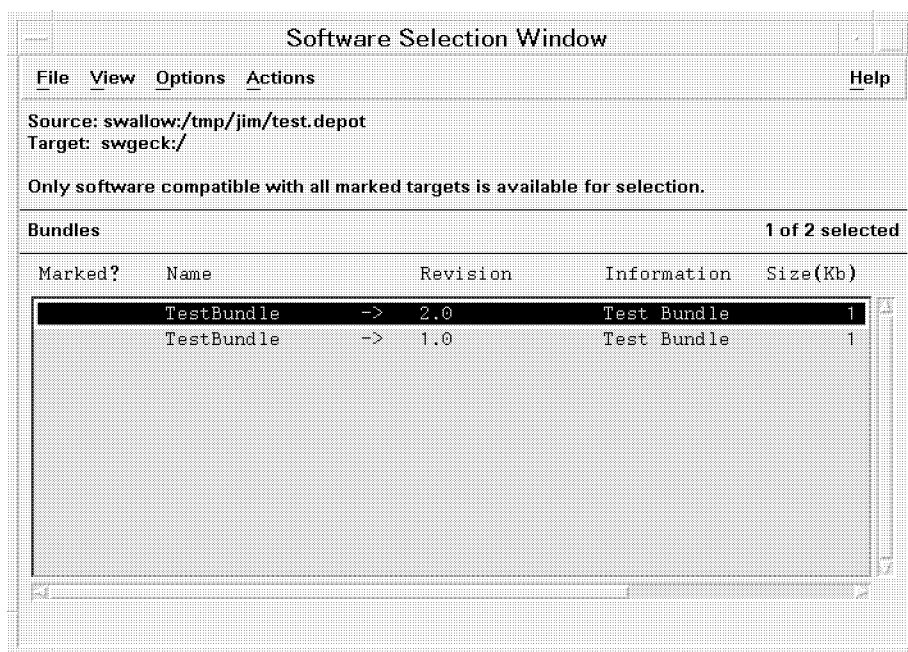 Software Selection Window
File View Options Actions Help
Source: swallow:/tmp/jim/test.depot
Target: swgeck:/
Only software compatible with all marked targets is available for selection.
Bundles 1 of 2 selected
Marked? Name Revision Information Size(Kb)
TestBundle -> 2.0 Test Bundle 1
TestBundle -> 1.0 Test Bundle 1